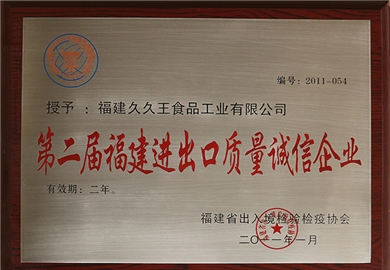 编号：2011-054
授予：福建久久王食品工业有限公司
第二届福建进出口质量诚信企业
有效期：二年。
福建省出入境检验检疫协会
二〇一一年一月